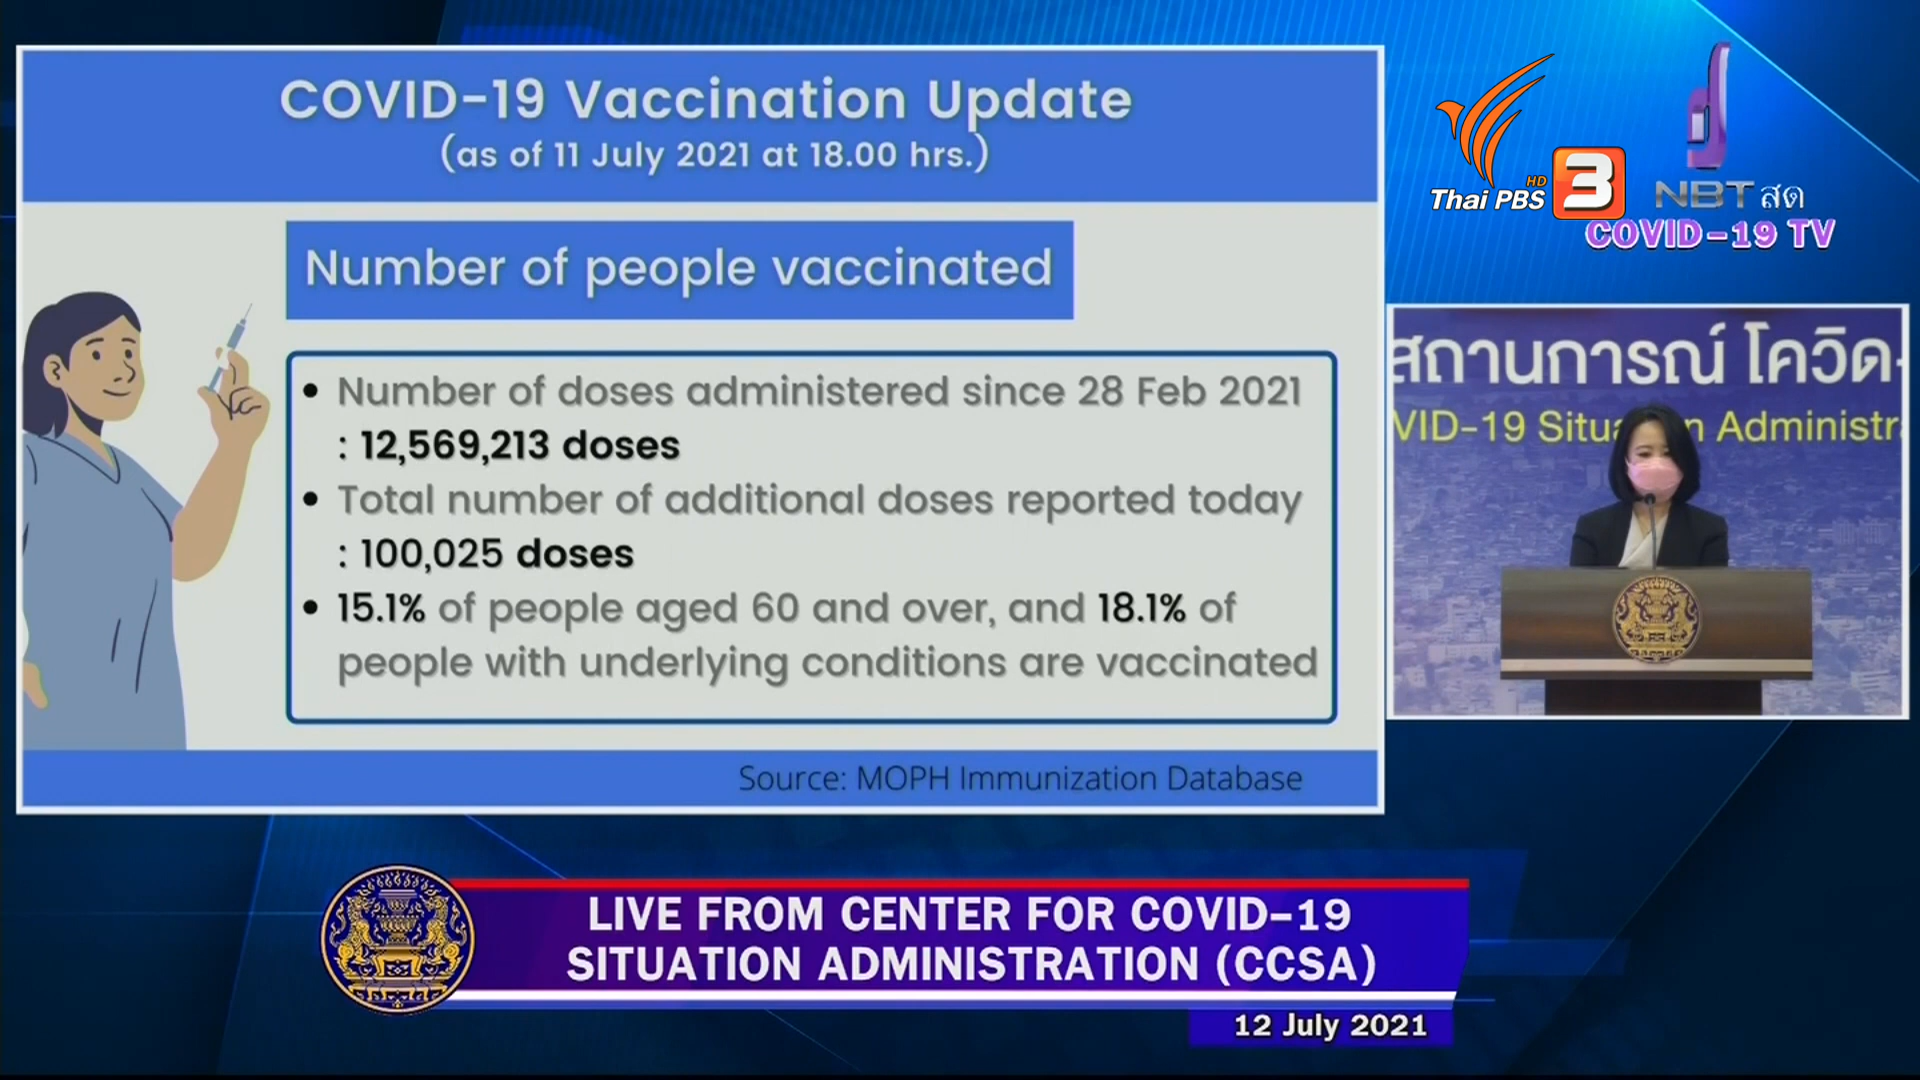 COVID-19 Vaccination Update
(as of 11 July 2021 at 18.00 hrs.)
Number of people vaccinated
• Number of doses administered since 28 Feb 2021
: 12,569,213 doses
• Total number of additional doses reported today
: 100,025 doses
• 15.1% of people aged 60 and over, and 18.1% of
people with underlying conditions are vaccinated
Source: MOPH Immunization Database
Thai PBS HD 3
NBT สด
COVID-19 TV
สถานการณ์ โควิด-
VID-19 Situ n Administr
LIVE FROM CENTER FOR COVID-19
SITUATION ADMINISTRATION (CCSA)
12 July 2021